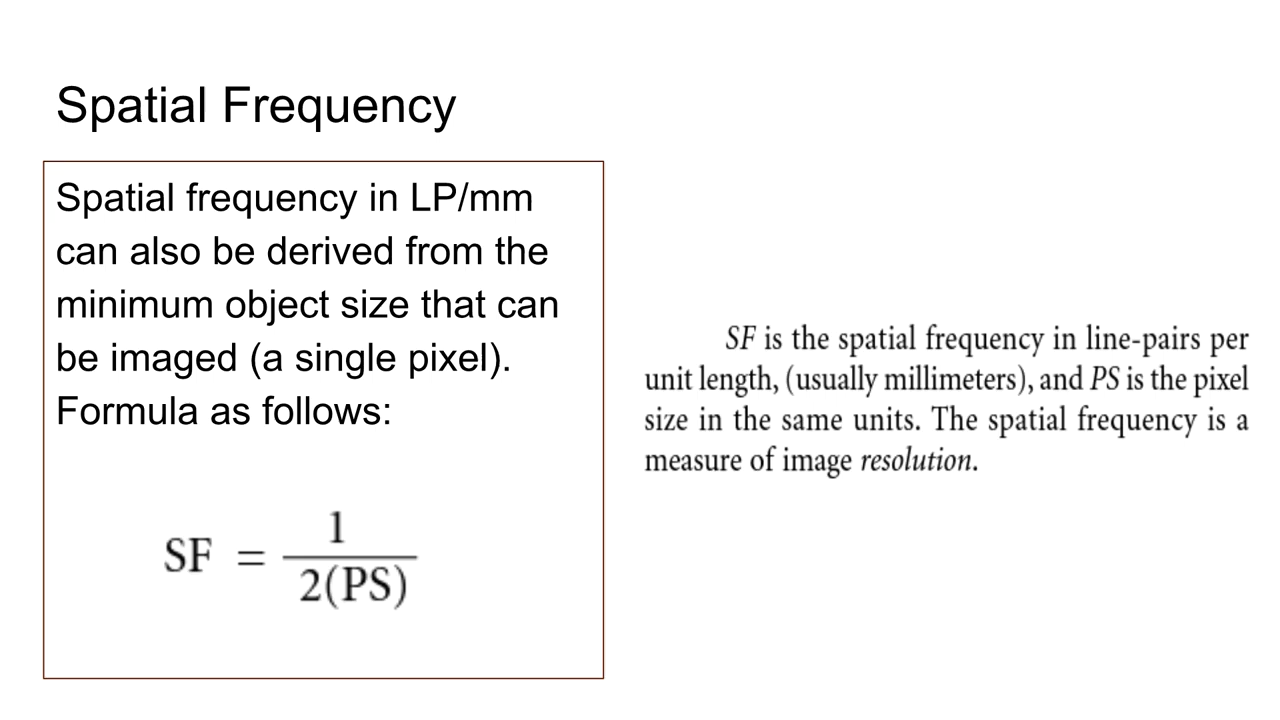 Spatial Frequency
Spatial frequency in LP/mm
can also be derived from the
minimum object size that can
be imaged (a single pixel).
Formula as follows:
SF = 1
2(PS)
SF is the spatial frequency in line-pairs per
unit length, (usually millimeters), and PS is the pixel
size in the same units. The spatial frequency is a
measure of image resolution.